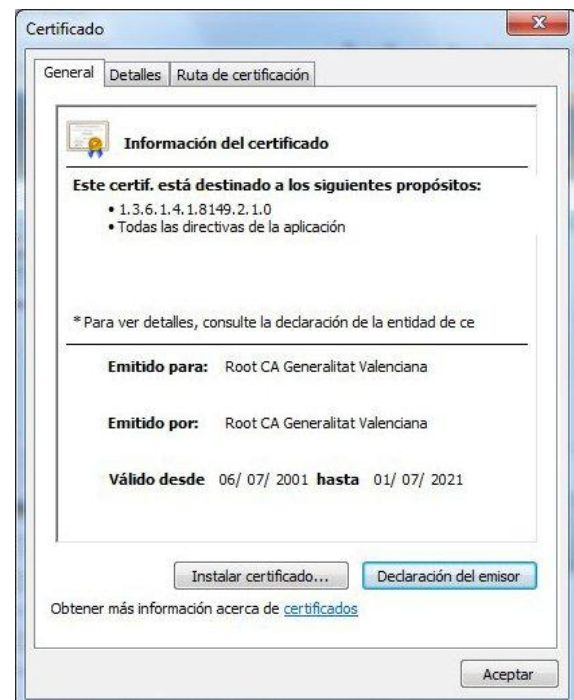 Certificado
General Detalles Ruta de certificación
Información del certificado
Este certif. está destinado a los siguientes propósitos:
• 1.3.6.1.4.1.8149.2.1.0
• Todas las directivas de la aplicación
* Para ver detalles, consulte la declaración de la entidad de ce
Emitido para: Root CA Generalitat Valenciana
Emitido por: Root CA Generalitat Valenciana
Válido desde 06/ 07/ 2001 hasta 01/ 07/ 2021
Instalar certificado... Declaración del emisor
Obtener más información acerca de certificados
Aceptar